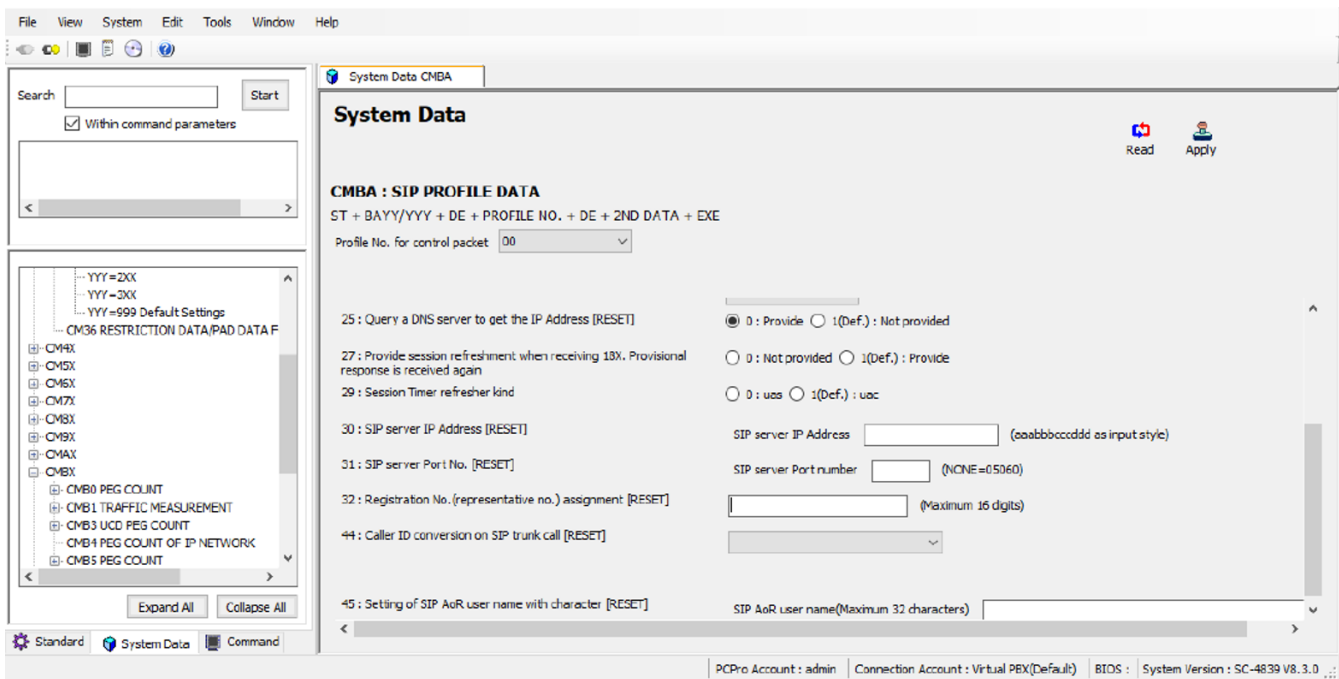 File View System Edit Tools Window Help
Search Start
Within command parameters
YYY=2XX
YYY=3XX
YYY=999 Default Settings
CM36 RESTRICTION DATA/PAD DATA F
CM4X
CM5X
CM6X
CM7X
CM8X
CM9X
CMAX
CMBX
CMB0 PEG COUNT
CMB1 TRAFFIC MEASUREMENT
CMB3 UCD PEG COUNT
CMB4 PEG COUNT OF IP NETWORK
CMB5 PEG COUNT
Expand All Collapse All
Standard System Data Command
System Data CMBA
System Data
Read Apply
CMBA : SIP PROFILE DATA
ST + BAYY/YYY + DE + PROFILE NO. + DE + 2ND DATA + EXE
Profile No. for control packet 00
25 : Query a DNS server to get the IP Address [RESET] 0 : Provide 1(Def.) : Not provided
27 : Provide session refreshment when receiving 18X. Provisional 0 : Not provided 1(Def.) : Provide
response is received again
29 : Session Timer refresher kind 0 : uas 1(Def.) : uac
30 : SIP server IP Address [RESET] SIP server IP Address (aaabbbcccddd as input style)
31 : SIP server Port No. [RESET] SIP server Port number (NONE=05060)
32 : Registration No.(representative no.) assignment [RESET] (Maximum 16 digits)
44 : Caller ID conversion on SIP trunk call [RESET]
45 : Setting of SIP AoR user name with character [RESET] SIP AoR user name(Maximum 32 characters)
PCPro Account : admin Connection Account : Virtual PBX(Default) BIOS : System Version : SC-4839 V8.3.0